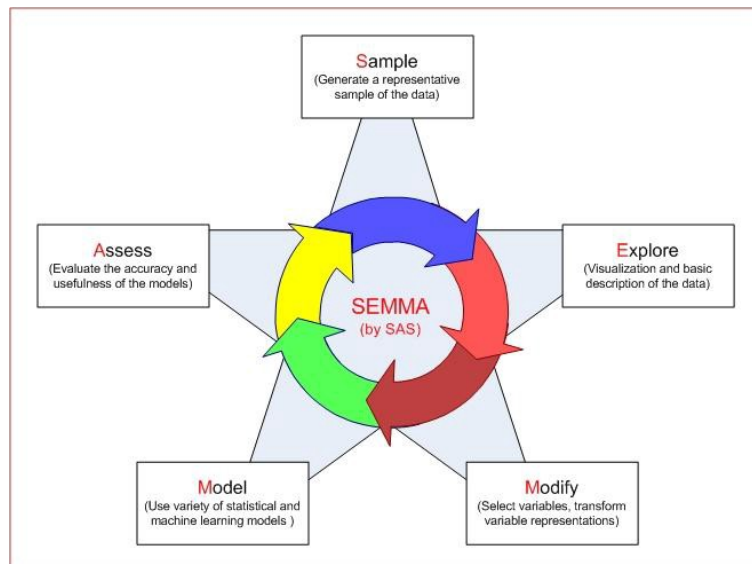 Sample
(Generate a representative
sample of the data)
Assess
(Evaluate the accuracy and
usefulness of the models)
Explore
(Visualization and basic
description of the data)
SEMMA
(by SAS)
Model
(Use variety of statistical and
machine learning models )
Modify
(Select variables, transform
variable representations)